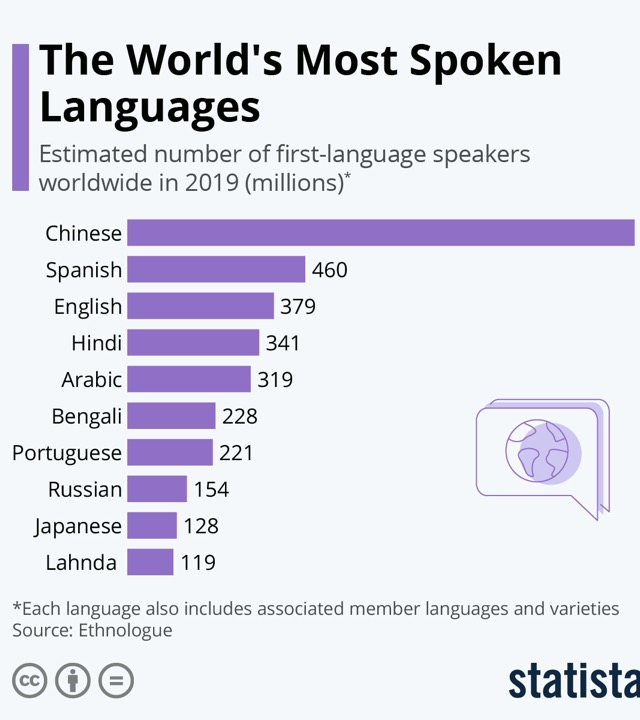 The World's Most Spoken
Languages
Estimated number of first-language speakers
worldwide in 2019 (millions)*
Chinese
Spanish 460
English 379
Hindi 341
Arabic 319
Bengali 228
Portuguese 221
Russian 154
Japanese 128
Lahnda 119
*Each language also includes associated member languages and varieties
Source: Ethnologue
cc
statista